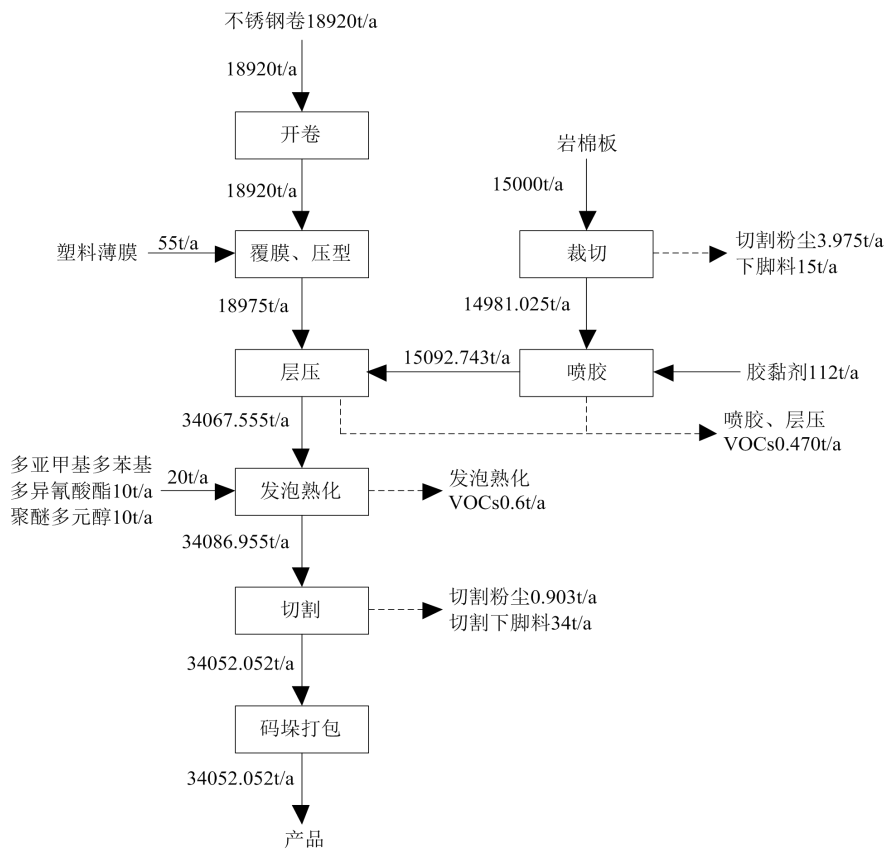 不锈钢卷18920t/a
18920t/a
开卷
岩棉板
15000t/a
18920t/a
塑料薄膜
55t/a
覆膜、压型
裁切
切割粉尘3.975t/a
下脚料15t/a
18975t/a
14981.025t/a
层压
15092.743t/a
喷胶
胶黏剂112t/a
34067.555t/a
喷胶、层压
VOCs0.470t/a
多亚甲基多苯基
多异氰酸酯10t/a
聚醚多元醇10t/a
20t/a
发泡熟化
发泡熟化
VOCs0.6t/a
34086.955t/a
切割
切割粉尘0.903t/a
切割下脚料34t/a
34052.052t/a
码垛打包
34052.052t/a
产品